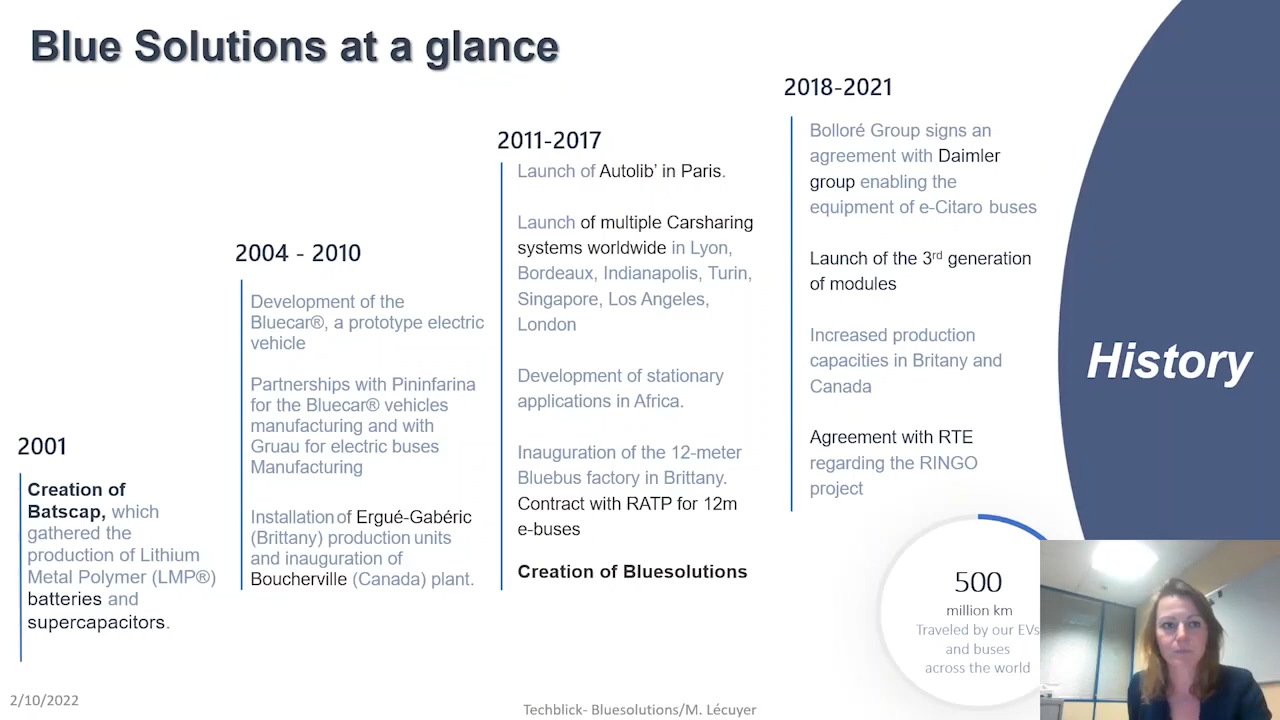 Blue Solutions at a glance
2001
Creation of
Batscap, which
gathered the
production of Lithium
Metal Polymer (LMP®)
batteries and
supercapacitors.
2004 - 2010
Development of the
Bluecar®, a prototype electric
vehicle
Partnerships with Pininfarina
for the Bluecar® vehicles
manufacturing and with
Gruau for electric buses
Manufacturing
Installation of Ergué-Gabéric
(Brittany) production units
and inauguration of
Boucherville (Canada) plant.
2011-2017
Launch of Autolib’ in Paris.
Launch of multiple Carsharing
systems worldwide in Lyon,
Bordeaux, Indianapolis, Turin,
Singapore, Los Angeles,
London
Development of stationary
applications in Africa.
Inauguration of the 12-meter
Bluebus factory in Brittany.
Contract with RATP for 12m
e-buses
Creation of Bluesolutions
2018-2021
Bolloré Group signs an
agreement with Daimler
group enabling the
equipment of e-Citaro buses
Launch of the 3rd generation
of modules
Increased production
capacities in Britany and
Canada
Agreement with RTE
regarding the RINGO
project
History
500
million km
Traveled by our EVs
and buses
across the world
2/10/2022
Techblick- Bluesolutions/M. Lécuyer